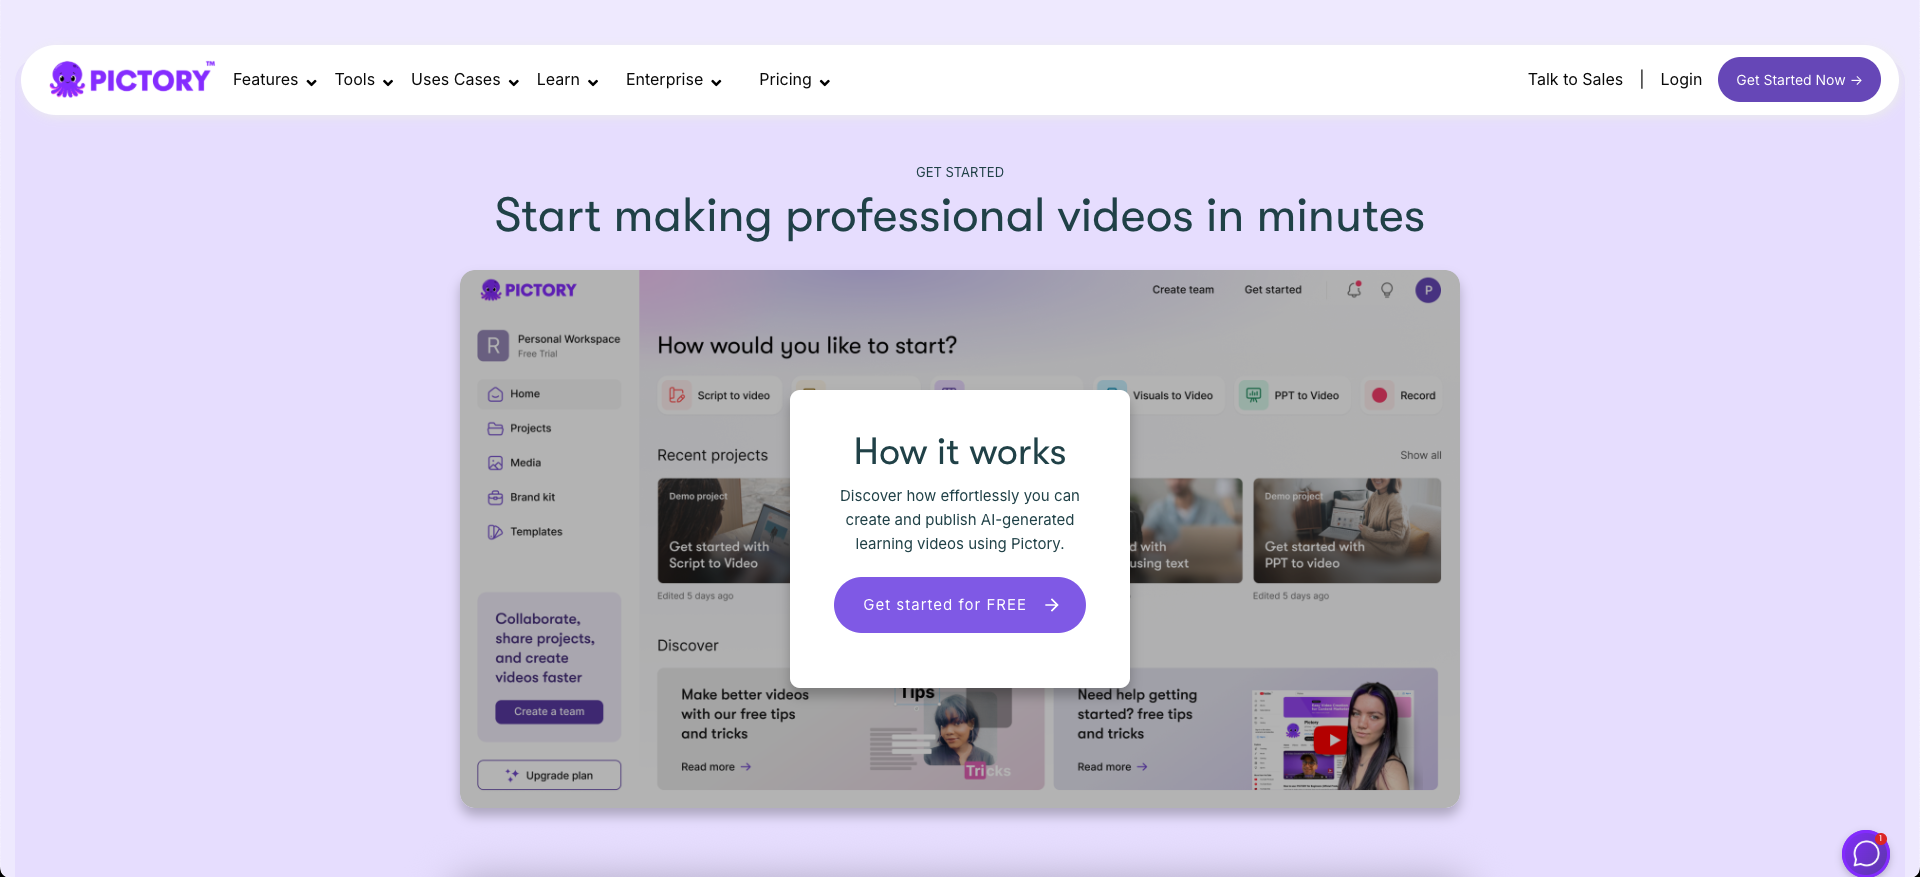 PICTORY™
Features
Tools
Uses Cases
Learn
Enterprise
Pricing
Talk to Sales
|
Login
Get Started Now →
GET STARTED
Start making professional videos in minutes
PICTORY
Create team
Get started
P
R
Personal Workspace
Free Trial
Home
Projects
Media
Brand kit
Templates
Collaborate,
share projects,
and create
videos faster
Create a team
Upgrade plan
How would you like to start?
Script to video
Visuals to Video
PPT to Video
Record
Recent projects
Show all
Demo project
Get started with
Script to Video
Edited 5 days ago
d with
using text
Demo project
Get started with
PPT to video
Edited 5 days ago
How it works
Discover how effortlessly you can
create and publish AI-generated
learning videos using Pictory.
Get started for FREE →
Discover
Make better videos
with our free tips
and tricks
Read more →
Tips
Tricks
Need help getting
started? free tips
and tricks
Read more →
Pictory
1